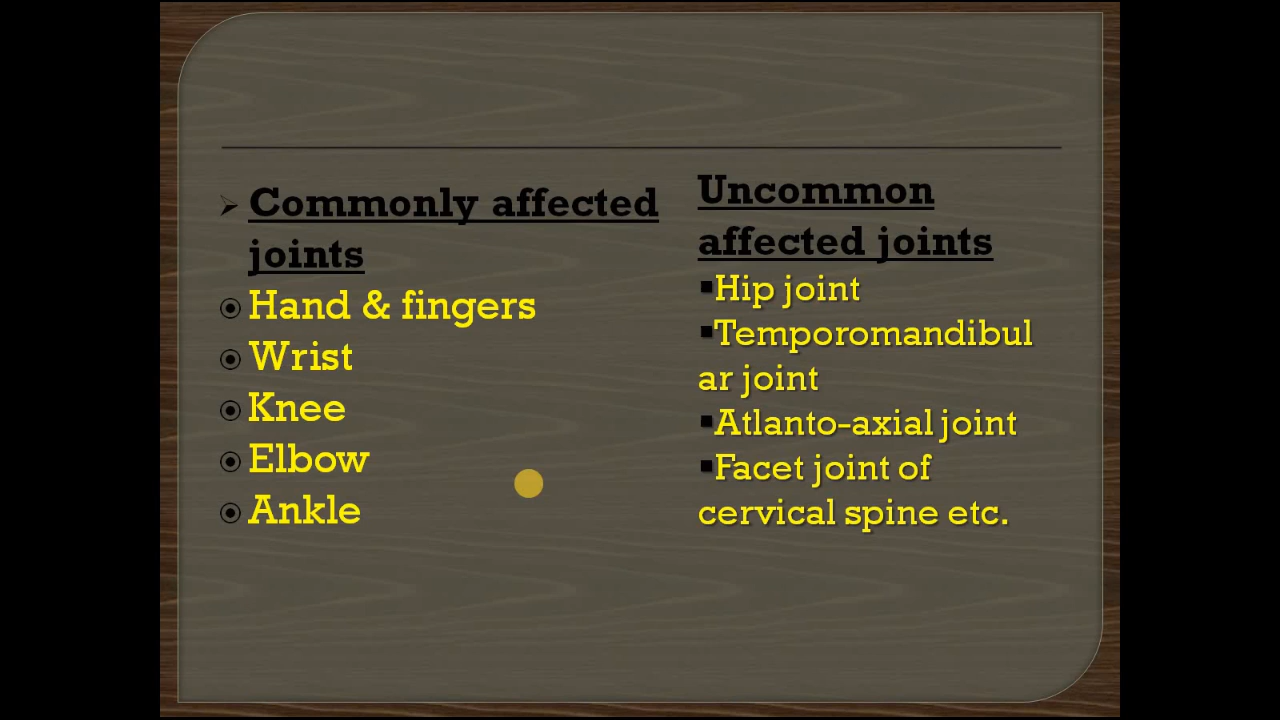 ➢ Commonly affected
joints
Hand & fingers
Wrist
Knee
Elbow
Ankle
Uncommon
affected joints
▪Hip joint
▪Temporomandibul
ar joint
▪Atlanto-axial joint
▪Facet joint of
cervical spine etc.